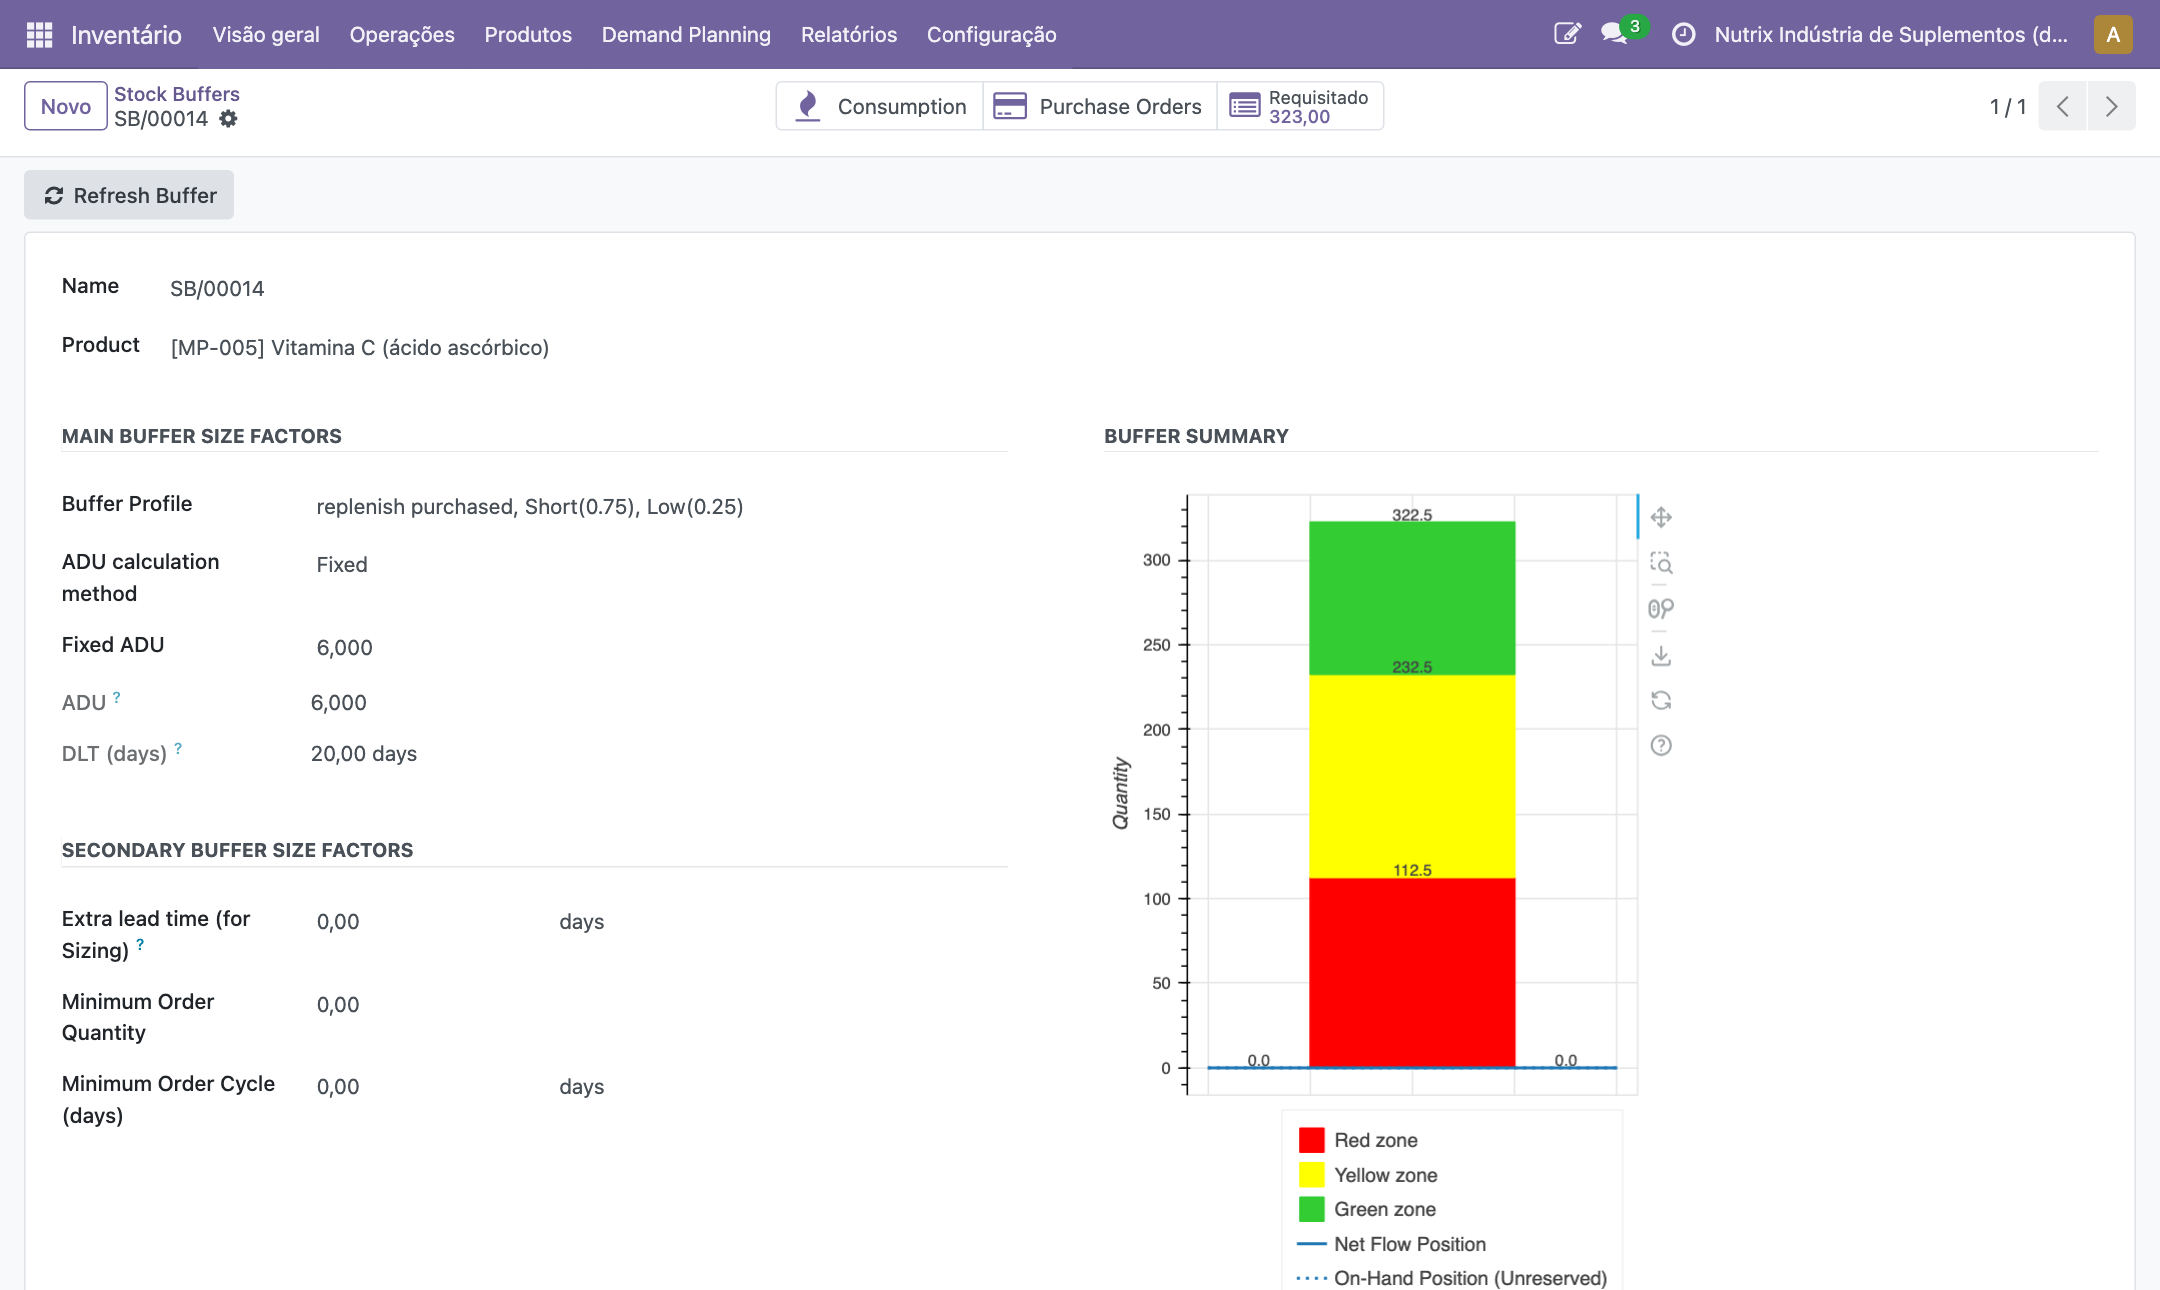 Inventário Visão geral Operações Produtos Demand Planning Relatórios Configuração 3 Nutrix Indústria de Suplementos (d... A
Novo
Stock Buffers
SB/00014
Consumption
Purchase Orders
Requisitado
323,00
1 / 1
Refresh Buffer
Name SB/00014
Product [MP-005] Vitamina C (ácido ascórbico)
MAIN BUFFER SIZE FACTORS
Buffer Profile replenish purchased, Short(0.75), Low(0.25)
ADU calculation
method
Fixed
Fixed ADU 6,000
ADU ? 6,000
DLT (days) ? 20,00 days
SECONDARY BUFFER SIZE FACTORS
Extra lead time (for
Sizing) ?
0,00 days
Minimum Order
Quantity
0,00
Minimum Order Cycle
(days)
0,00 days
BUFFER SUMMARY
Quantity
300
250
200
150
100
50
0
322.5
232.5
112.5
0.0 0.0
Red zone
Yellow zone
Green zone
Net Flow Position
On-Hand Position (Unreserved)